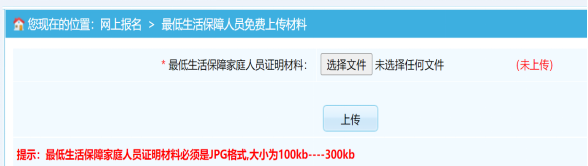 您现在的位置：网上报名 > 最低生活保障人员免费上传材料
* 最低生活保障家庭人员证明材料： 选择文件 未选择任何文件 (未上传)
上传
提示：最低生活保障家庭人员证明材料必须是JPG格式,大小为100kb----300kb